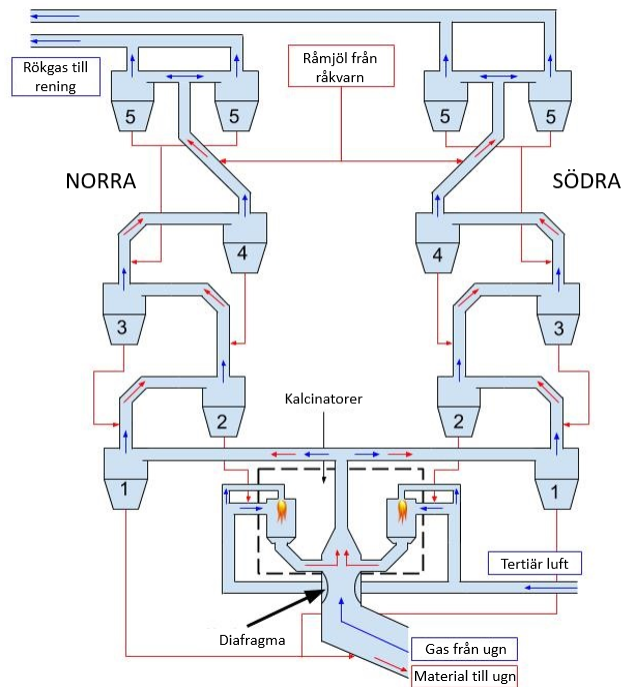 Rökgas till
rening
Råmjöl från
råkvarn
5
5
5
5
NORRA
SÖDRA
4
4
3
3
2
2
Kalcinatorer
1
1
Tertiär luft
Diafragma
Gas från ugn
Material till ugn